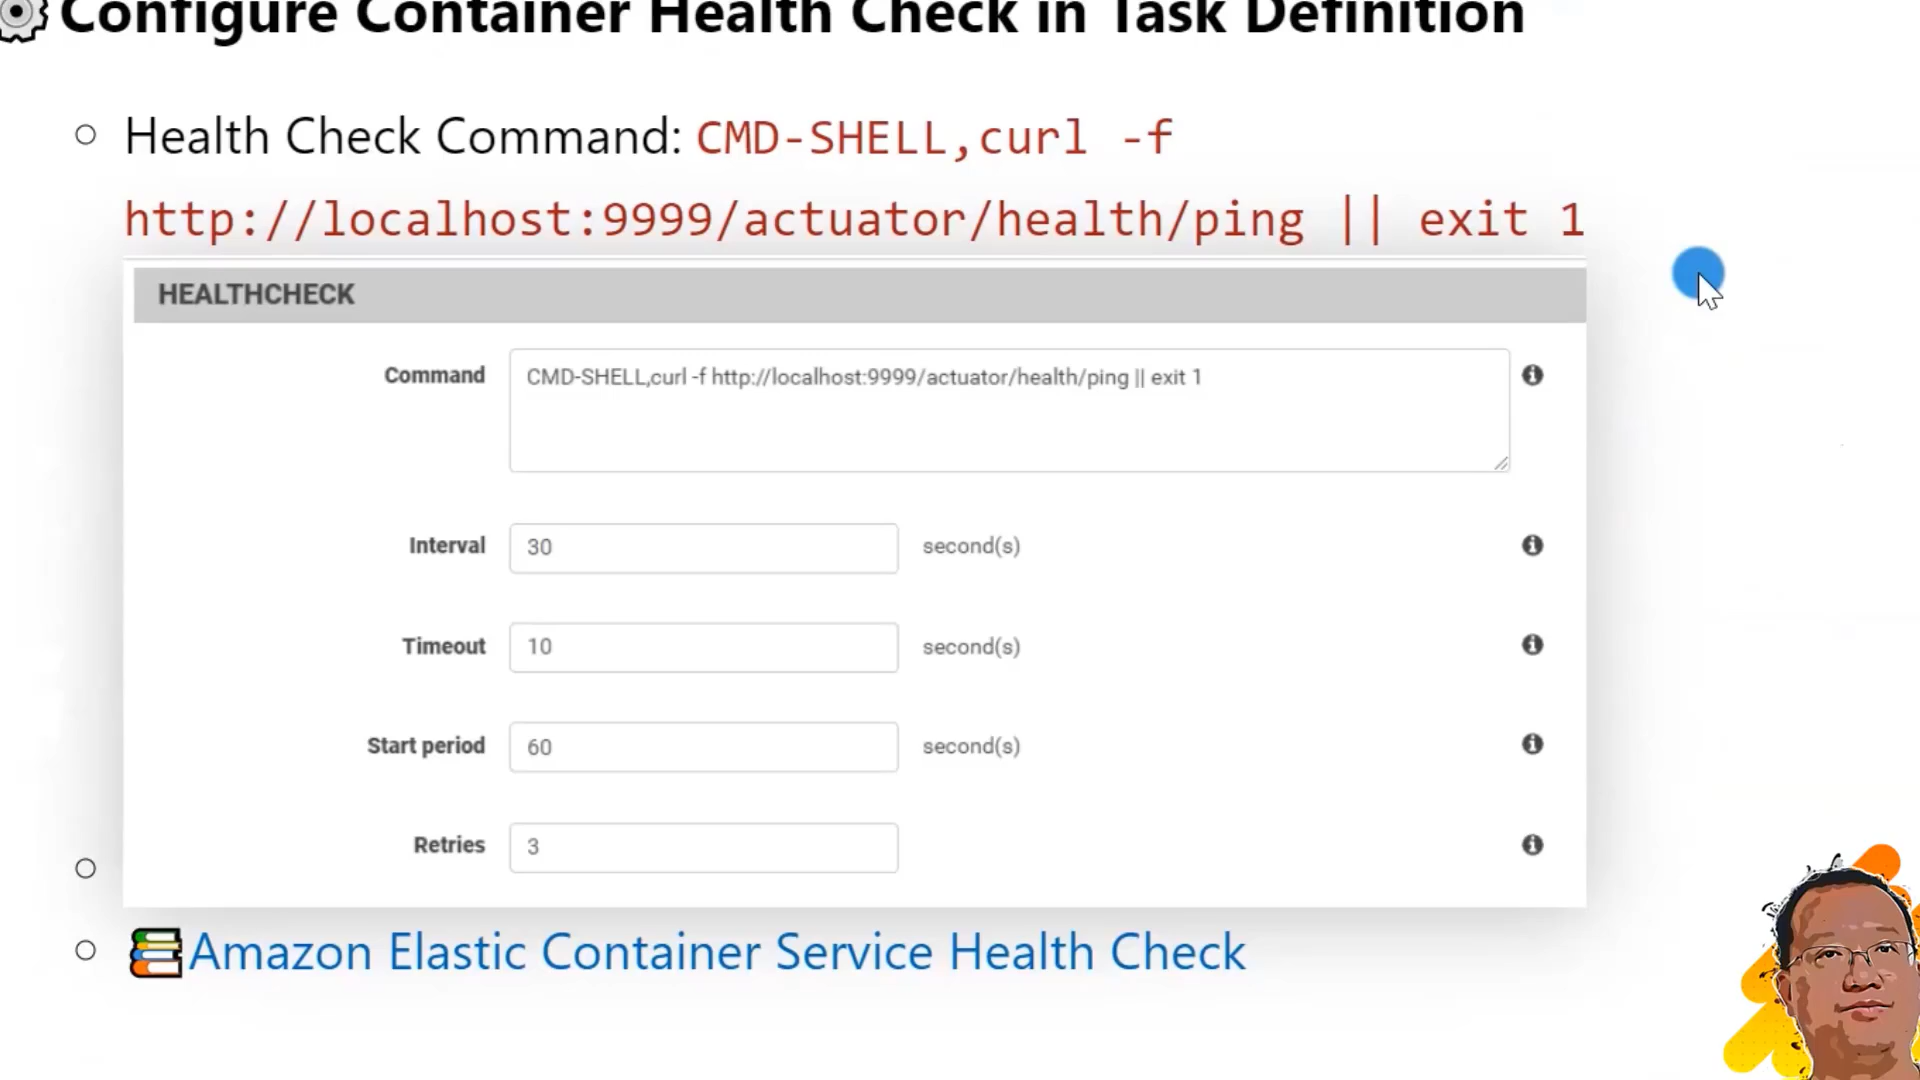 Configure Container Health Check in Task Definition
Health Check Command: CMD-SHELL,curl -f
http://localhost:9999/actuator/health/ping || exit 1
HEALTHCHECK
Command CMD-SHELL,curl -f http://localhost:9999/actuator/health/ping || exit 1
Interval 30 second(s)
Timeout 10 second(s)
Start period 60 second(s)
Retries 3
Amazon Elastic Container Service Health Check